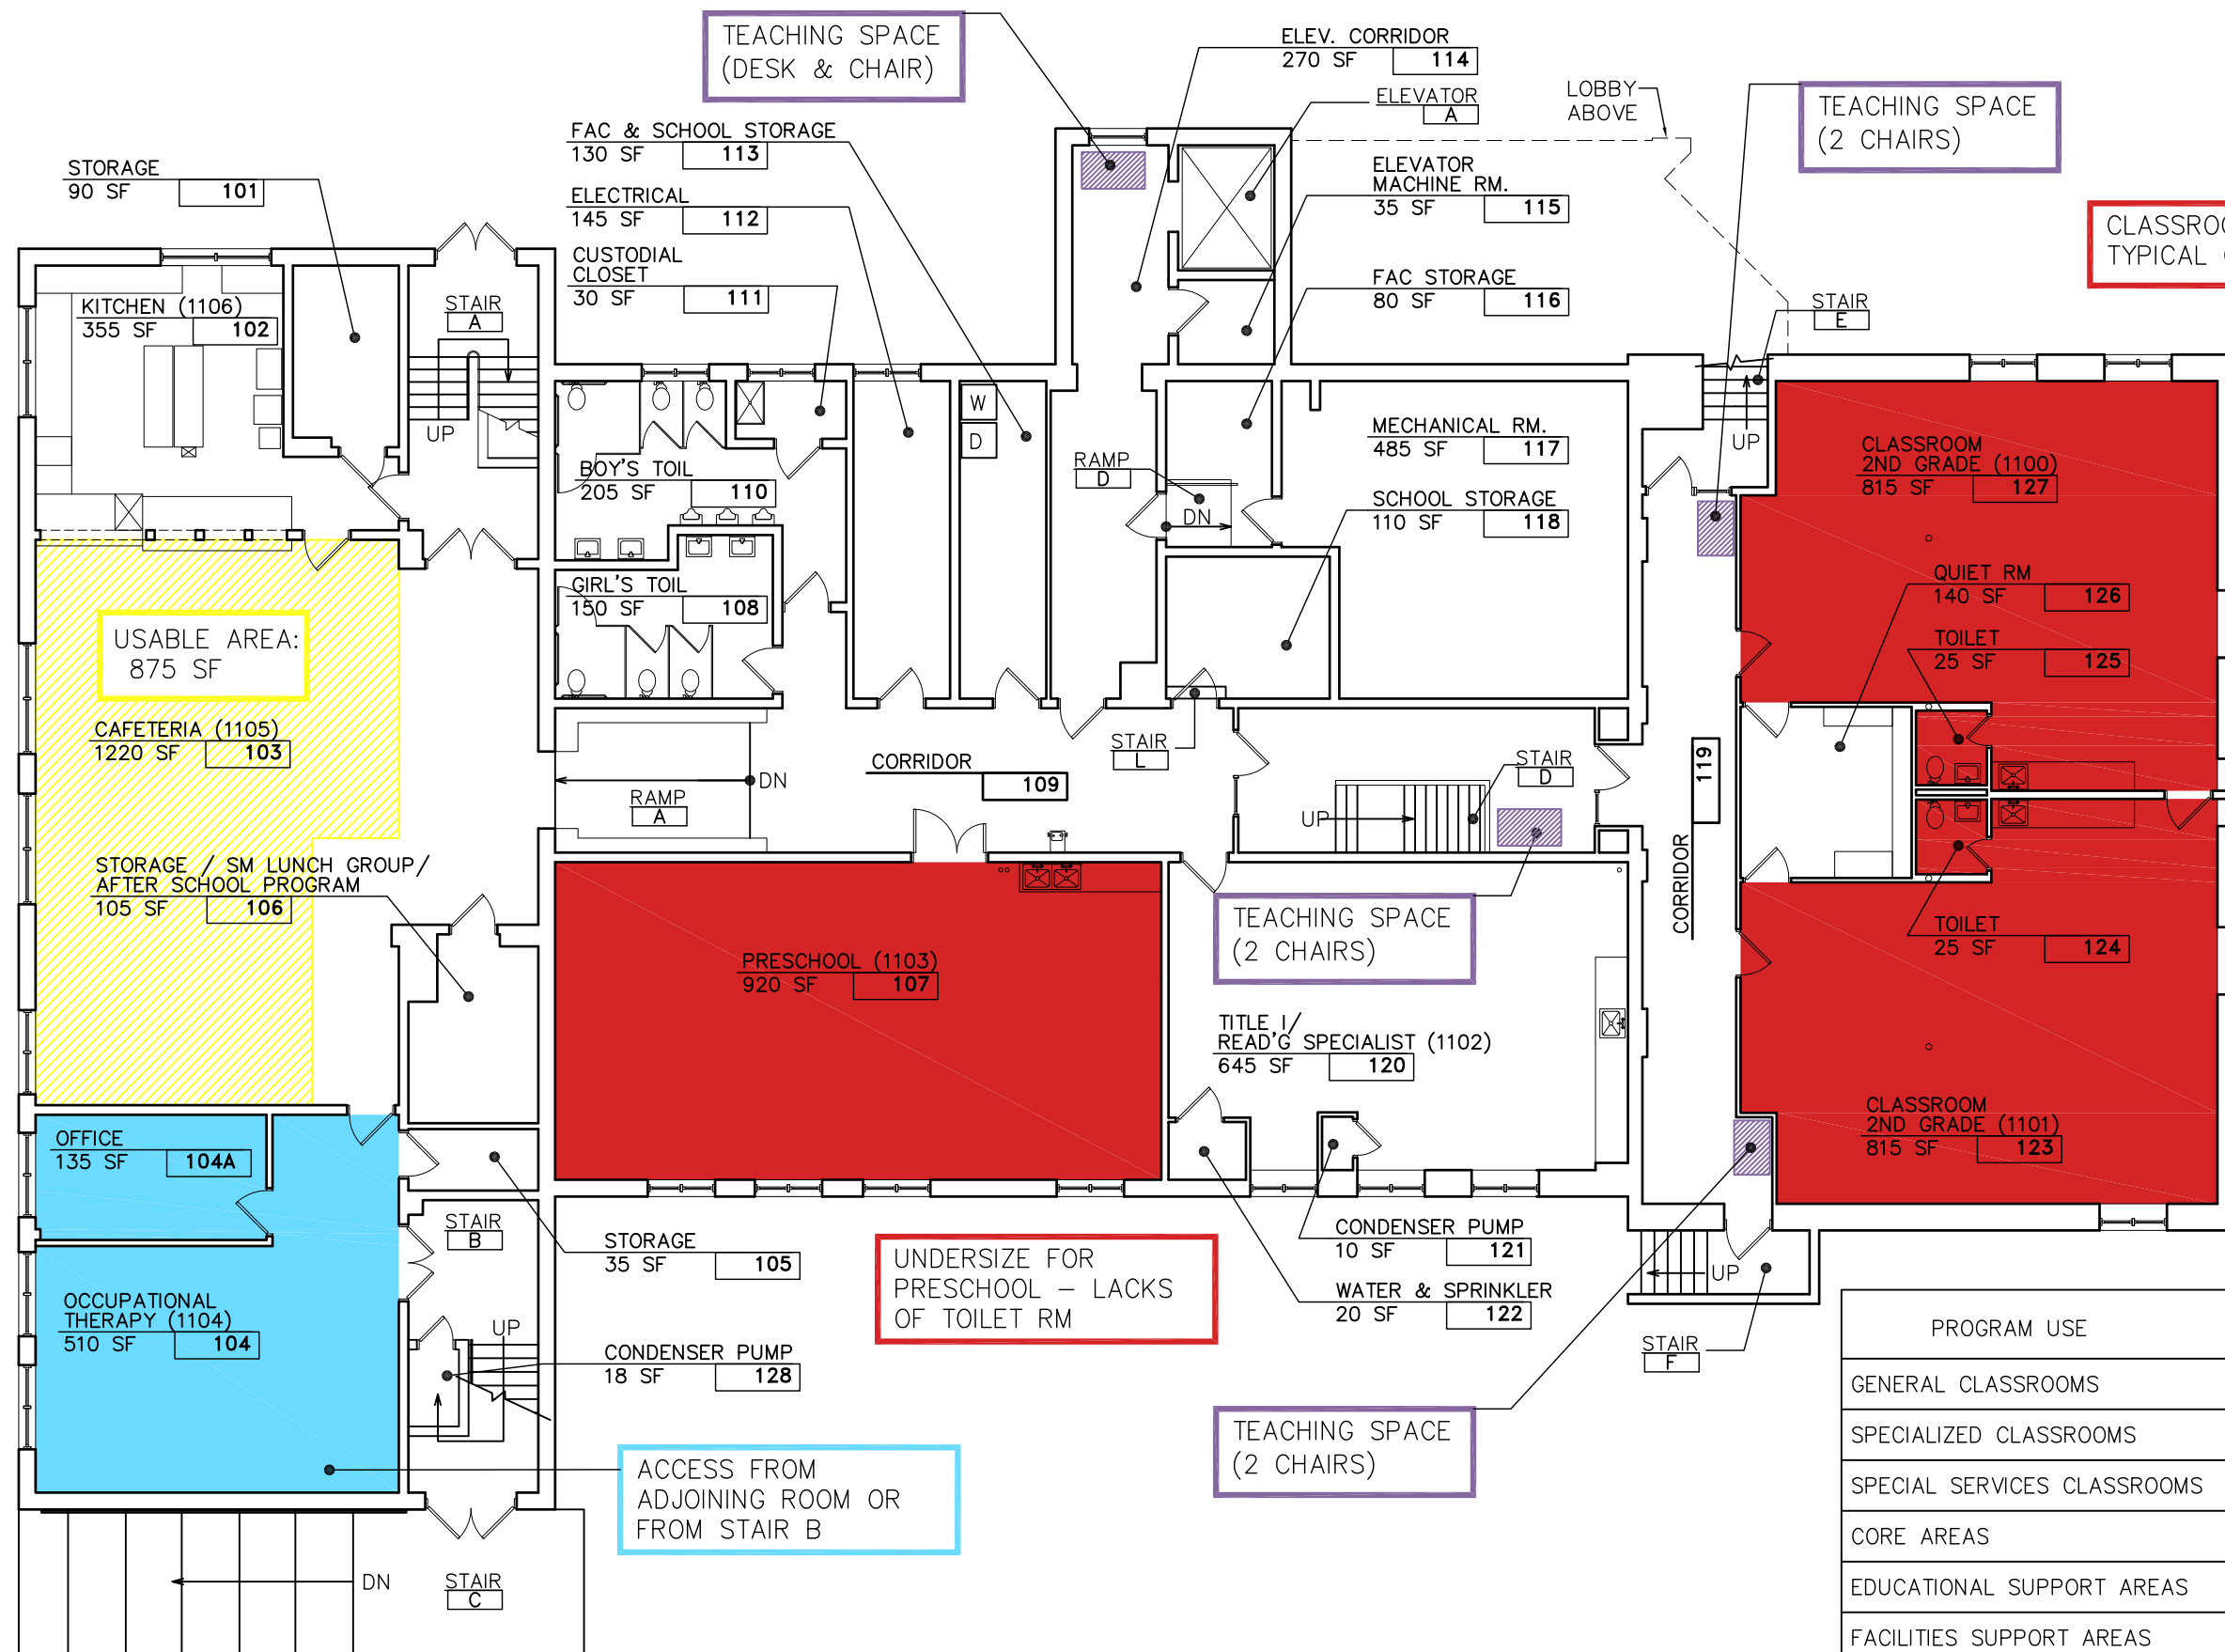 TEACHING SPACE
(DESK & CHAIR)
ELEV. CORRIDOR
270 SF 114
ELEVATOR
A
LOBBY
ABOVE
TEACHING SPACE
(2 CHAIRS)
FAC & SCHOOL STORAGE
130 SF 113
STORAGE
90 SF 101
ELECTRICAL
145 SF 112
ELEVATOR
MACHINE RM.
35 SF 115
TYPICAL
CUSTODIAL
CLOSET
30 SF 111
FAC STORAGE
80 SF 116
KITCHEN (1106)
355 SF 102
STAIR
A
STAIR
E
UP
W
D
BOY'S TOIL
205 SF 110
RAMP
D
DN
MECHANICAL RM.
485 SF 117
SCHOOL STORAGE
110 SF 118
UP
CLASSROOM
2ND GRADE (1100)
815 SF 127
QUIET RM
140 SF 126
GIRL'S TOIL
150 SF 108
USABLE AREA:
875 SF
TOILET
25 SF 125
CAFETERIA (1105)
1220 SF 103
CORRIDOR
109
STAIR
L
STAIR
D
DN
RAMP
A
UP
CORRIDOR 119
STORAGE / SM LUNCH GROUP/
AFTER SCHOOL PROGRAM
105 SF 106
TEACHING SPACE
(2 CHAIRS)
TOILET
25 SF 124
PRESCHOOL (1103)
920 SF 107
TITLE I/
READ'G SPECIALIST (1102)
645 SF 120
CLASSROOM
2ND GRADE (1101)
815 SF 123
OFFICE
135 SF 104A
STAIR
B
STORAGE
35 SF 105
UNDERSIZE FOR
PRESCHOOL – LACKS
OF TOILET RM
CONDENSER PUMP
10 SF 121
WATER & SPRINKLER
20 SF 122
UP
STAIR
F
OCCUPATIONAL
THERAPY (1104)
510 SF 104
UP
CONDENSER PUMP
18 SF 128
TEACHING SPACE
(2 CHAIRS)
ACCESS FROM
ADJOINING ROOM OR
FROM STAIR B
DN
STAIR
C
PROGRAM USE
GENERAL CLASSROOMS
SPECIALIZED CLASSROOMS
SPECIAL SERVICES CLASSROOMS
CORE AREAS
EDUCATIONAL SUPPORT AREAS
FACILITIES SUPPORT AREAS